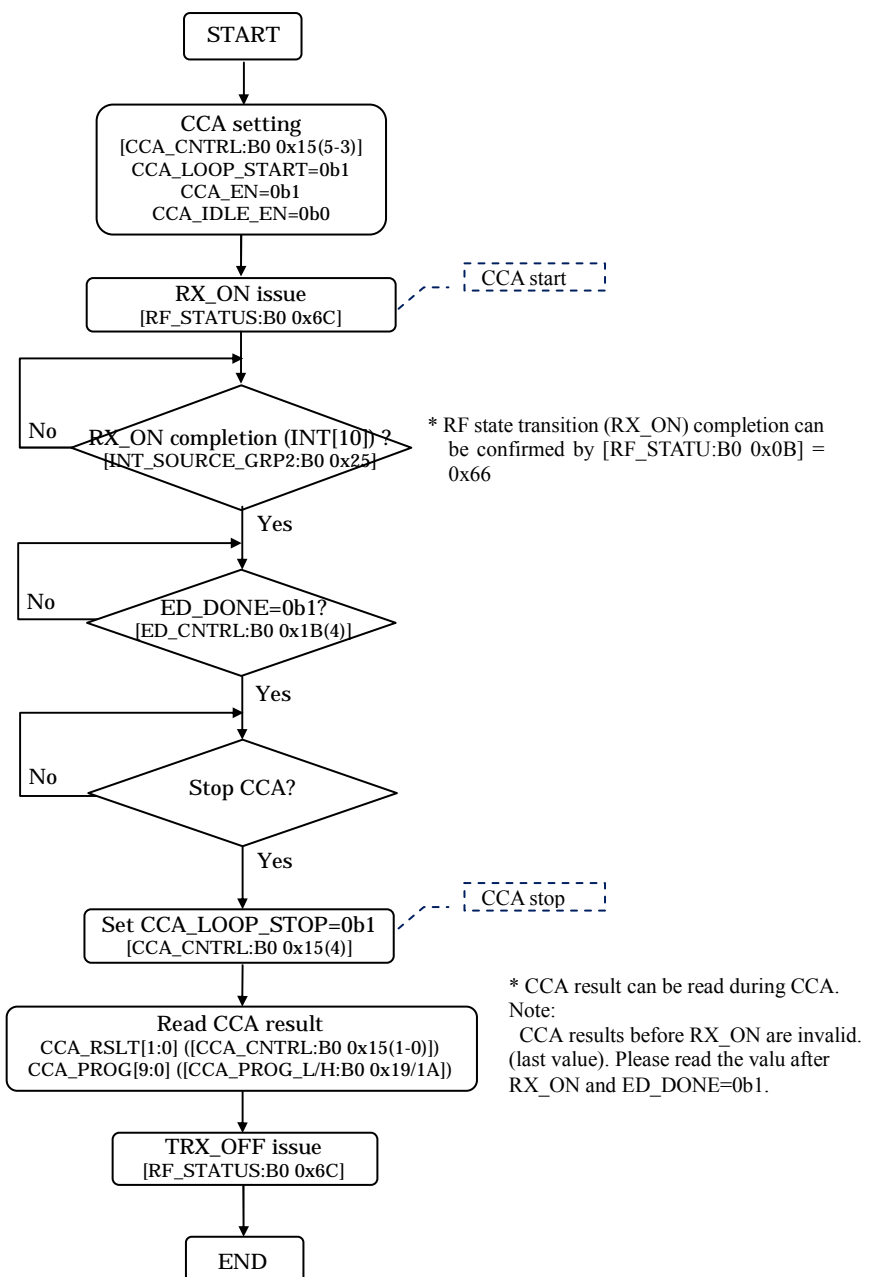 START
CCA setting
[CCA_CNTRL:B0 0x15(5-3)]
CCA_LOOP_START=0b1
CCA_EN=0b1
CCA_IDLE_EN=0b0
CCA start
RX_ON issue
[RF_STATUS:B0 0x6C]
No
RX_ON completion (INT[10]) ?
[INT_SOURCE_GRP2:B0 0x25]
* RF state transition (RX_ON) completion can
be confirmed by [RF_STATU:B0 0x0B] =
0x66
Yes
No
ED_DONE=0b1?
[ED_CNTRL:B0 0x1B(4)]
Yes
No
Stop CCA?
Yes
CCA stop
Set CCA_LOOP_STOP=0b1
[CCA_CNTRL:B0 0x15(4)]
* CCA result can be read during CCA.
Note:
CCA results before RX_ON are invalid.
(last value). Please read the valu after
RX_ON and ED_DONE=0b1.
Read CCA result
CCA_RSLT[1:0] ([CCA_CNTRL:B0 0x15(1-0)])
CCA_PROG[9:0] ([CCA_PROG_L/H:B0 0x19/1A])
TRX_OFF issue
[RF_STATUS:B0 0x6C]
END